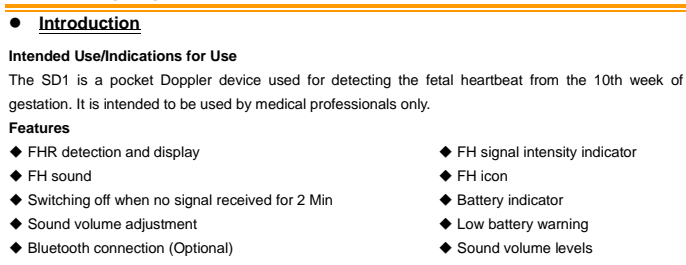 ● Introduction
Intended Use/Indications for Use
The SD1 is a pocket Doppler device used for detecting the fetal heartbeat from the 10th week of
gestation. It is intended to be used by medical professionals only.
Features
◆ FHR detection and display
◆ FH sound
◆ Switching off when no signal received for 2 Min
◆ Sound volume adjustment
◆ Bluetooth connection (Optional)
◆ FH signal intensity indicator
◆ FH icon
◆ Battery indicator
◆ Low battery warning
◆ Sound volume levels